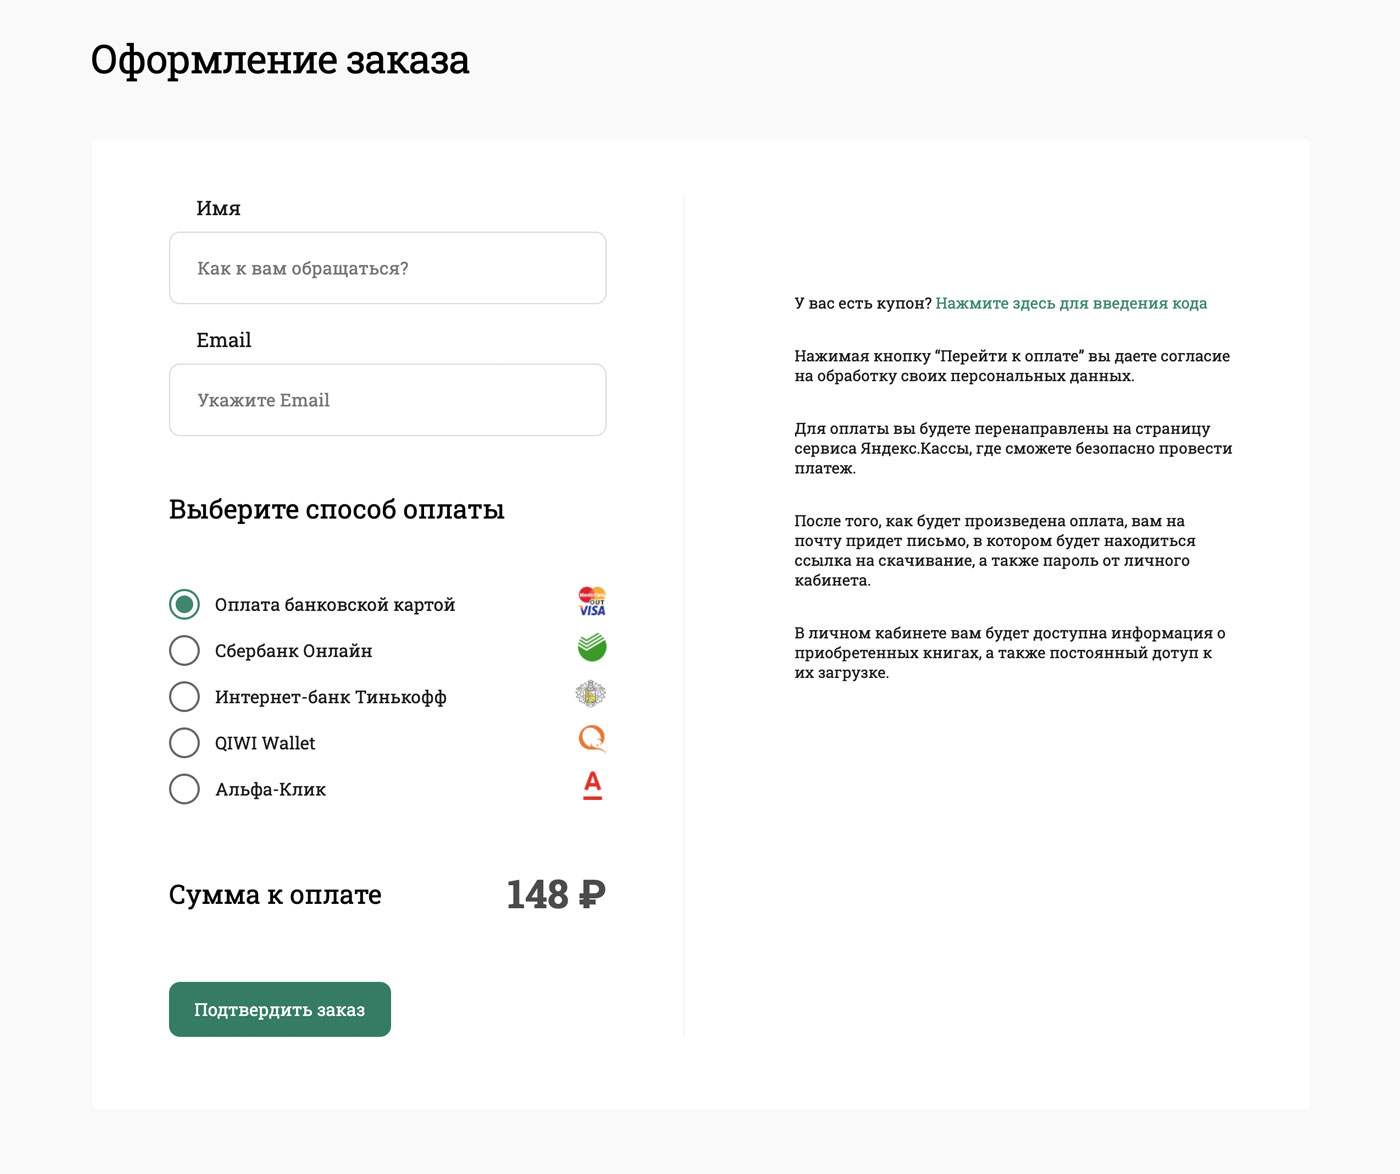 Оформление заказа
Имя
Как к вам обращаться?
Email
Укажите Email
Выберите способ оплаты
Оплата банковской картой
VISA
Сбербанк Онлайн
Интернет-банк Тинькофф
QIWI Wallet
Альфа-Клик
А
Сумма к оплате
148 ₽
Подтвердить заказ
У вас есть купон? Нажмите здесь для введения кода
Нажимая кнопку “Перейти к оплате” вы даете согласие
на обработку своих персональных данных.
Для оплаты вы будете перенаправлены на страницу
сервиса Яндекс.Кассы, где сможете безопасно провести
платеж.
После того, как будет произведена оплата, вам на
почту придет письмо, в котором будет находиться
ссылка на скачивание, а также пароль от личного
кабинета.
В личном кабинете вам будет доступна информация о
приобретенных книгах, а также постоянный дотуп к
их загрузке.